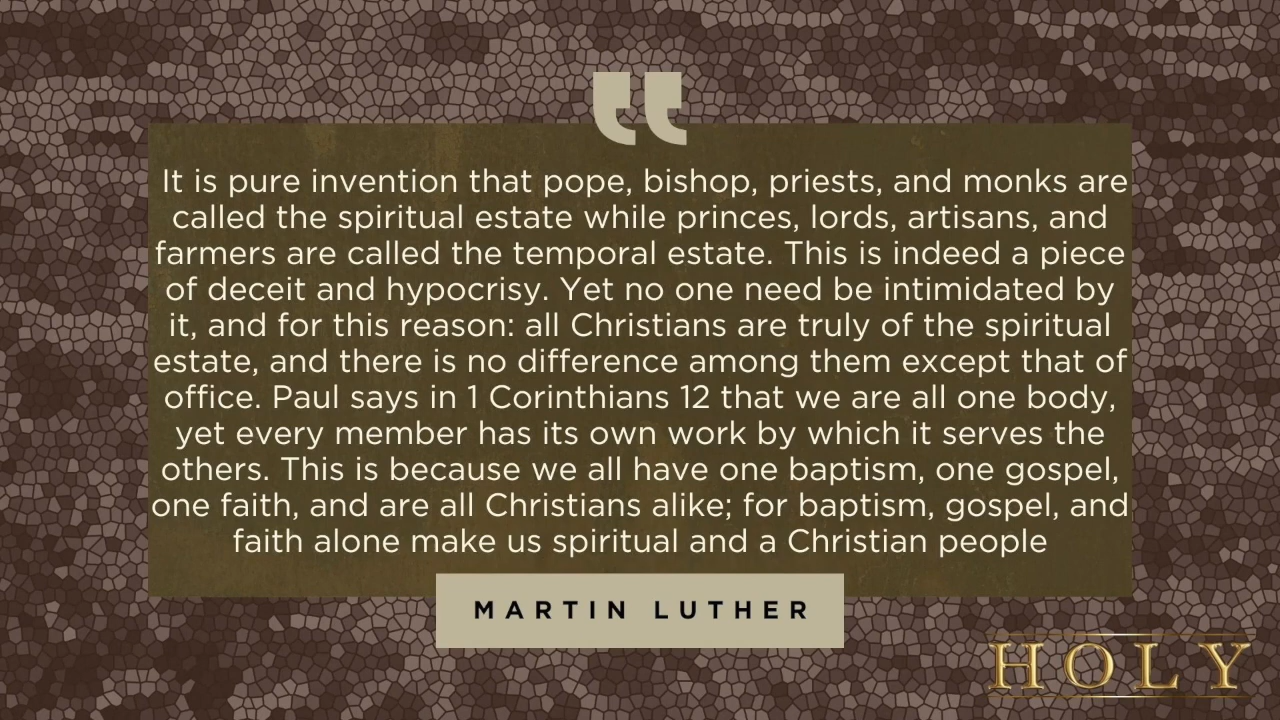 It is pure invention that pope, bishop, priests, and monks are
called the spiritual estate while princes, lords, artisans, and
farmers are called the temporal estate. This is indeed a piece
of deceit and hypocrisy. Yet no one need be intimidated by
it, and for this reason: all Christians are truly of the spiritual
estate, and there is no difference among them except that of
office. Paul says in 1 Corinthians 12 that we are all one body,
yet every member has its own work by which it serves the
others. This is because we all have one baptism, one gospel,
one faith, and are all Christians alike; for baptism, gospel, and
faith alone make us spiritual and a Christian people
MARTIN LUTHER
HOLY